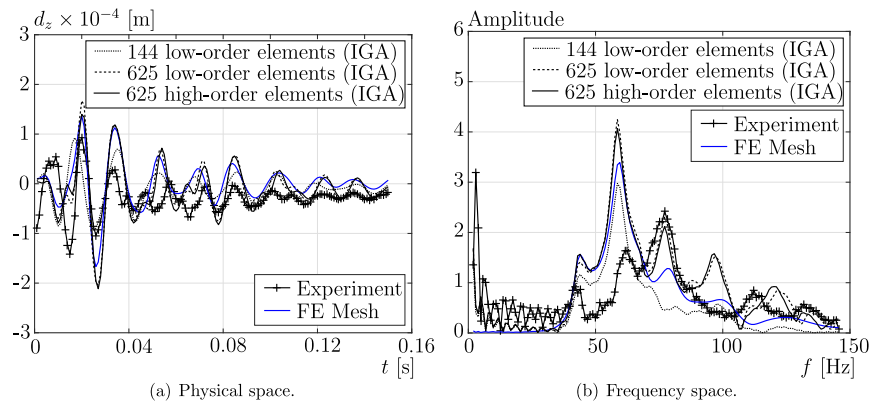 d_z × 10^-4 [m]
144 low-order elements (IGA)
625 low-order elements (IGA)
625 high-order elements (IGA)
Experiment
FE Mesh
3
2
1
0
-1
-2
-3
0
0.04
0.08
0.12
0.16
t [s]
(a) Physical space.
Amplitude
144 low-order elements (IGA)
625 low-order elements (IGA)
625 high-order elements (IGA)
Experiment
FE Mesh
6
5
4
3
2
1
0
0
50
100
150
f [Hz]
(b) Frequency space.